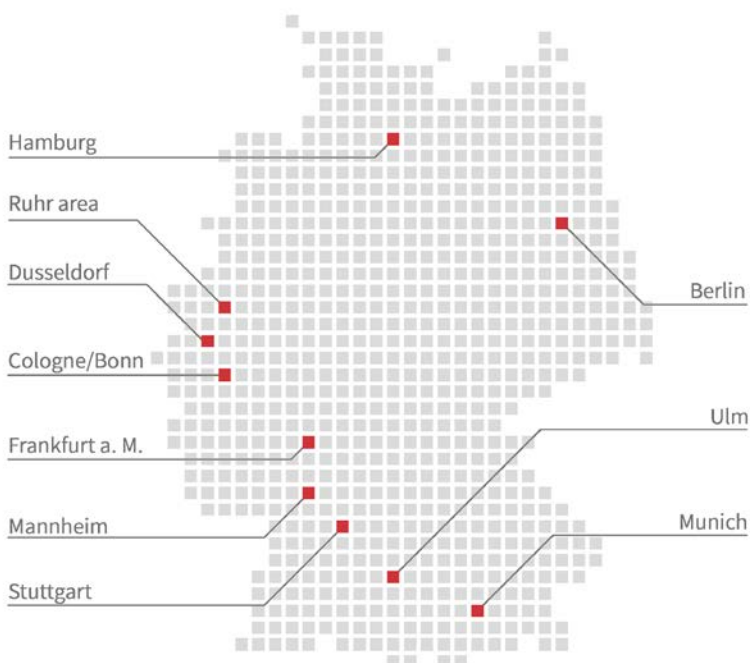 Hamburg
Ruhr area
Dusseldorf
Cologne/Bonn
Frankfurt a. M.
Mannheim
Stuttgart
Berlin
Ulm
Munich